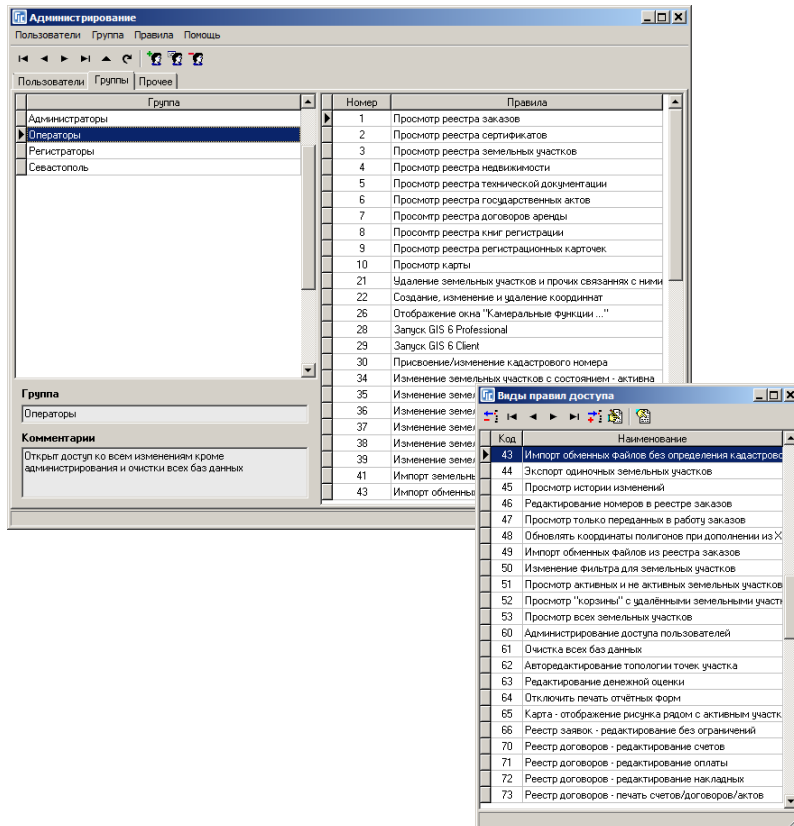 Администрирование
Пользователи Группа Правила Помощь
Пользователи Группы Прочее
Группа
Администраторы
Операторы
Регистраторы
Севастополь
Группа
Операторы
Комментарии
Открыт доступ ко всем изменениям кроме
администрирования и очистки всех баз данных
Номер Правила
1 Просмотр реестра заказов
2 Просмотр реестра сертификатов
3 Просмотр реестра земельных участков
4 Просмотр реестра недвижимости
5 Просмотр реестра технической документации
6 Просмотр реестра государственных актов
7 Просомтр реестра договоров аренды
8 Просомтр реестра книг регистрации
9 Просмотр реестра регистрационных карточек
10 Просмотр карты
21 Удаление земельных участков и прочих связаннях с ними
22 Создание, изменение и удаление координнат
26 Отображение окна "Камеральные функции ..."
28 Запуск GIS 6 Professional
29 Запуск GIS 6 Client
30 Присвоение/изменение кадастрового номера
34 Изменение земельных участков с состоянием - активна
35 Изменение земел
36 Изменение земел
37 Изменение земел
38 Изменение земел
39 Изменение земел
41 Импорт земельны
43 Импорт обменны
Виды правил доступа
Код Наименование
43 Импорт обменных файлов без определения кадастрово
44 Экспорт одиночных земельных участков
45 Просмотр истории изменений
46 Редактирование номеров в реестре заказов
47 Просмотр только переданных в работу заказов
48 Обновлять координаты полигонов при дополнении из X
49 Импорт обменных файлов из реестра заказов
50 Изменение фильтра для земельных участков
51 Просмотр активных и не активных земельных участков
52 Просмотр "корзины" с удалёнными земельными участ
53 Просмотр всех земельных участков
60 Администрирование доступа пользователей
61 Очистка всех баз данных
62 Авторедактирование топологии точек участка
63 Редактирование денежной оценки
64 Отключить печать отчётных форм
65 Карта - отображение рисунка рядом с активным участк
66 Реестр заявок - редактирование без ограничений
70 Реестр договоров - редактирование счетов
71 Реестр договоров - редактирование оплаты
72 Реестр договоров - редактирование накладных
73 Реестр договоров - печать счетов/договоров/актов